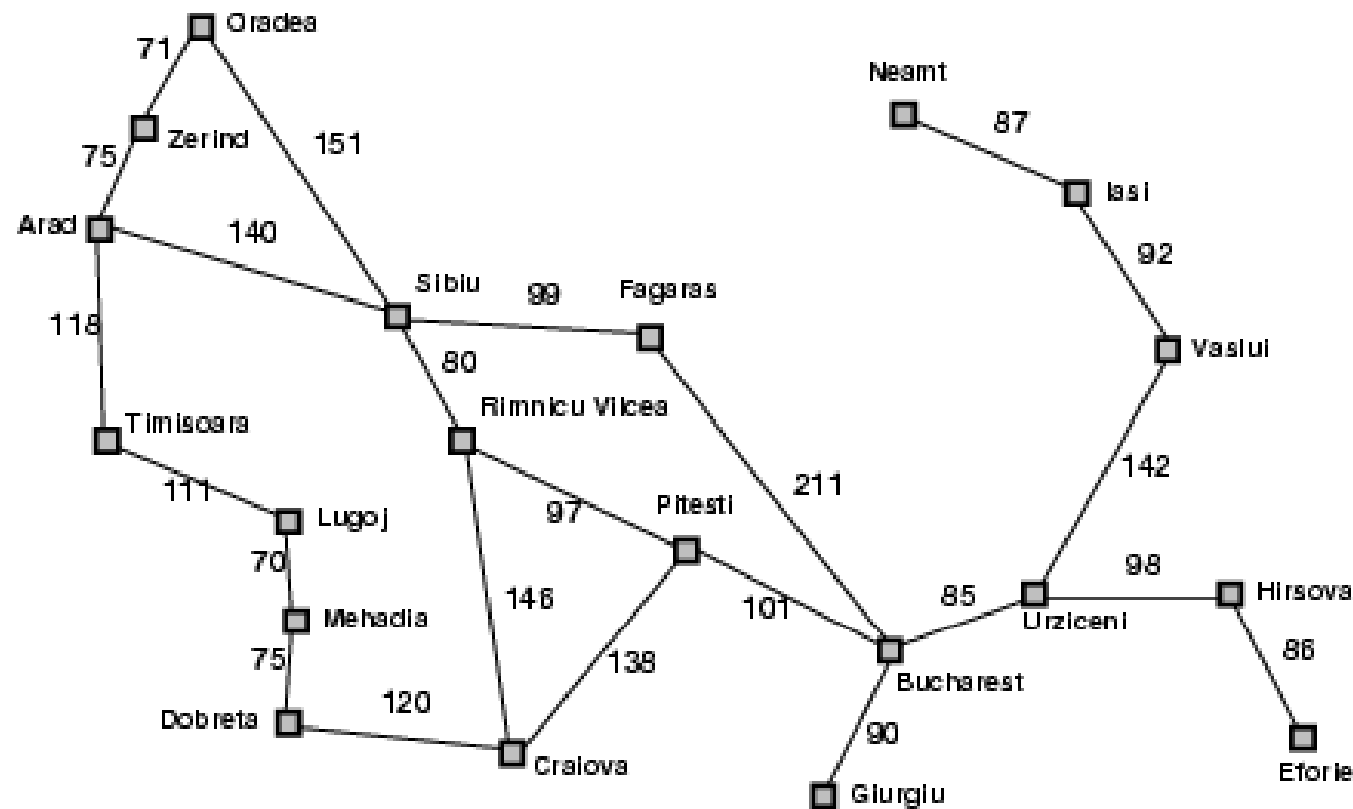 Oradea
71
Neamt
87
Zerind
151
75
Iasi
Arad
140
92
Sibiu
99
Fagaras
118
80
Vaslui
Timisoara
Rimnicu Vilcea
142
111
Lugoj
97
Pitesti
211
70
146
101
85
98
Hirsova
Mehadia
Urziceni
75
138
86
Bucharest
120
Dobreta
90
Craiova
Eforie
Giurgiu